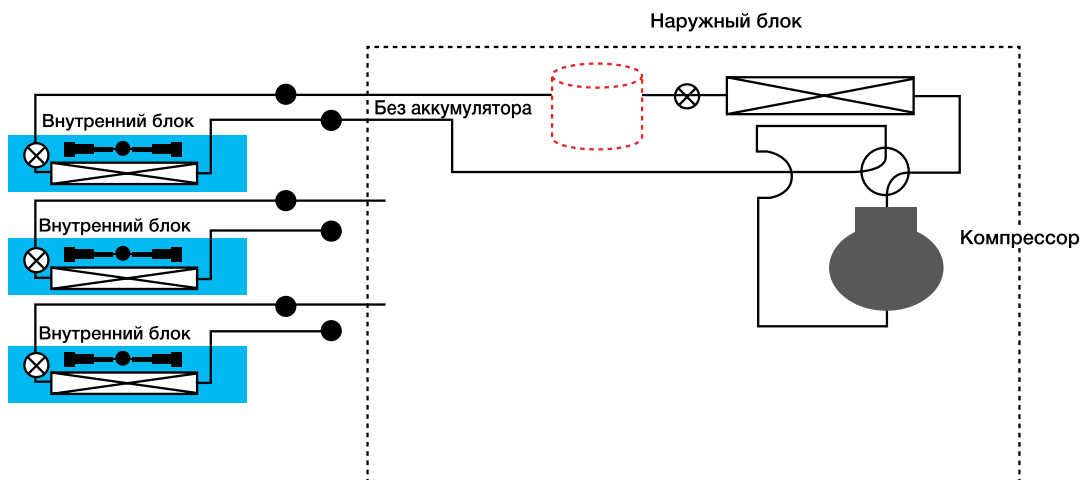 Наружный блок
Без аккумулятора
Внутренний блок
Внутренний блок
Компрессор
Внутренний блок